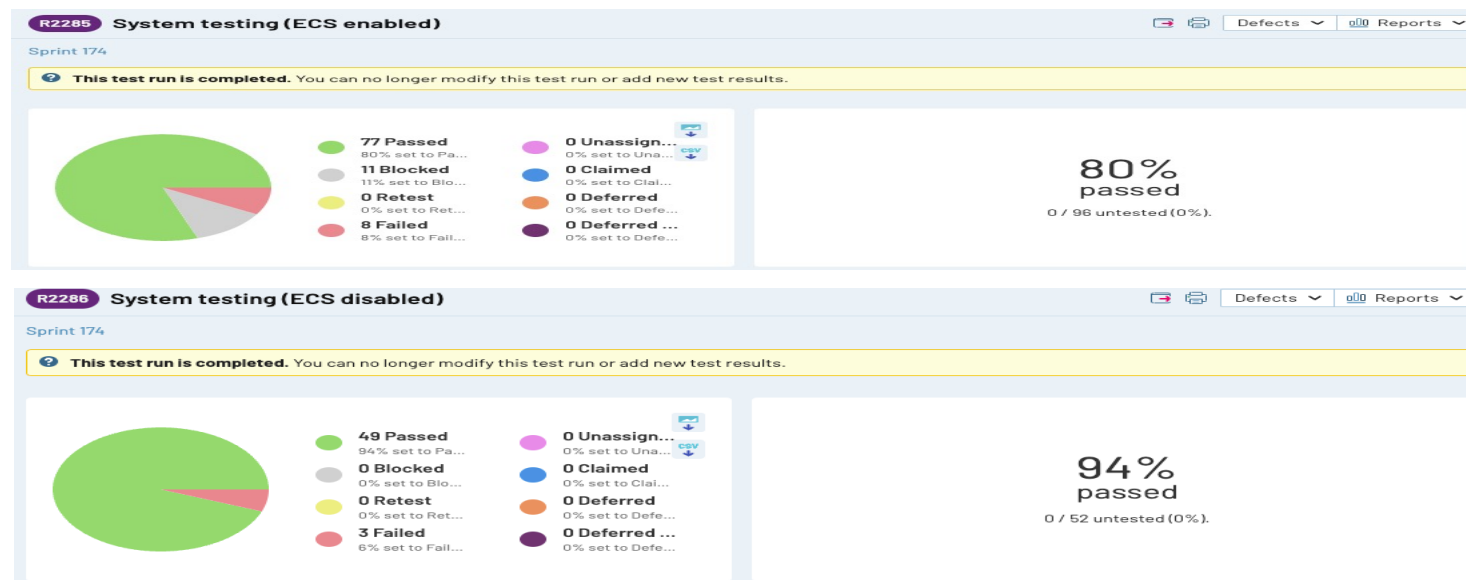 R2285 System testing (ECS enabled) Defects Reports
Sprint 174
? This test run is completed. You can no longer modify this test run or add new test results.
77 Passed
80% set to Pa...
11 Blocked
11% set to Blo...
0 Retest
0% set to Ret...
8 Failed
8% set to Fail...
0 Unassign...
0% set to Una...
0 Claimed
0% set to Clai...
0 Deferred
0% set to Defe...
0 Deferred ...
0% set to Defe...
CSV
80%
passed
0 / 96 untested (0%).
R2286 System testing (ECS disabled) Defects Reports
Sprint 174
? This test run is completed. You can no longer modify this test run or add new test results.
49 Passed
94% set to Pa...
0 Blocked
0% set to Blo...
0 Retest
0% set to Ret...
3 Failed
6% set to Fail...
0 Unassign...
0% set to Una...
0 Claimed
0% set to Clai...
0 Deferred
0% set to Defe...
0 Deferred ...
0% set to Defe...
CSV
94%
passed
0 / 52 untested (0%).